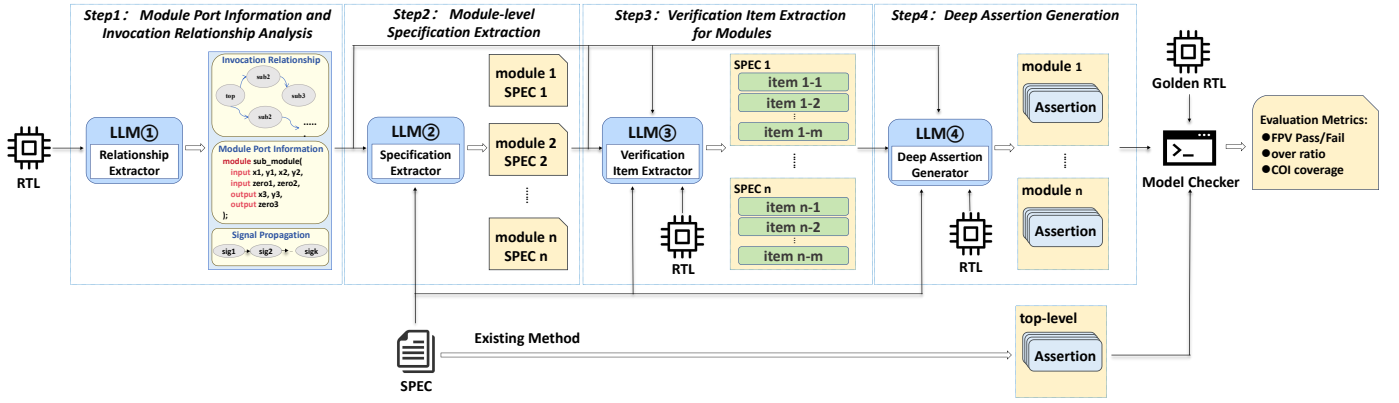 Step1： Module Port Information and
Invocation Relationship Analysis
Step2： Module-level
Specification Extraction
Step3： Verification Item Extraction
for Modules
Step4： Deep Assertion Generation
RTL
LLM①
Relationship
Extractor
Invocation Relationship
top
sub2
sub3
sub2
......
Module Port Information
module sub_module(
input x1, y1, x2, y2,
input zero1, zero2,
output x3, y3,
output zero3
);
Signal Propagation
sig1
sig2
sigk
LLM②
Specification
Extractor
module 1
SPEC 1
module 2
SPEC 2
module n
SPEC n
LLM③
Verification
Item Extractor
RTL
SPEC 1
item 1-1
item 1-2
item 1-m
SPEC n
item n-1
item n-2
item n-m
LLM④
Deep Assertion
Generator
RTL
module 1
Assertion
module n
Assertion
Golden RTL
Model Checker
Evaluation Metrics:
●FPV Pass/Fail
●over ratio
●COI coverage
SPEC
Existing Method
top-level
Assertion